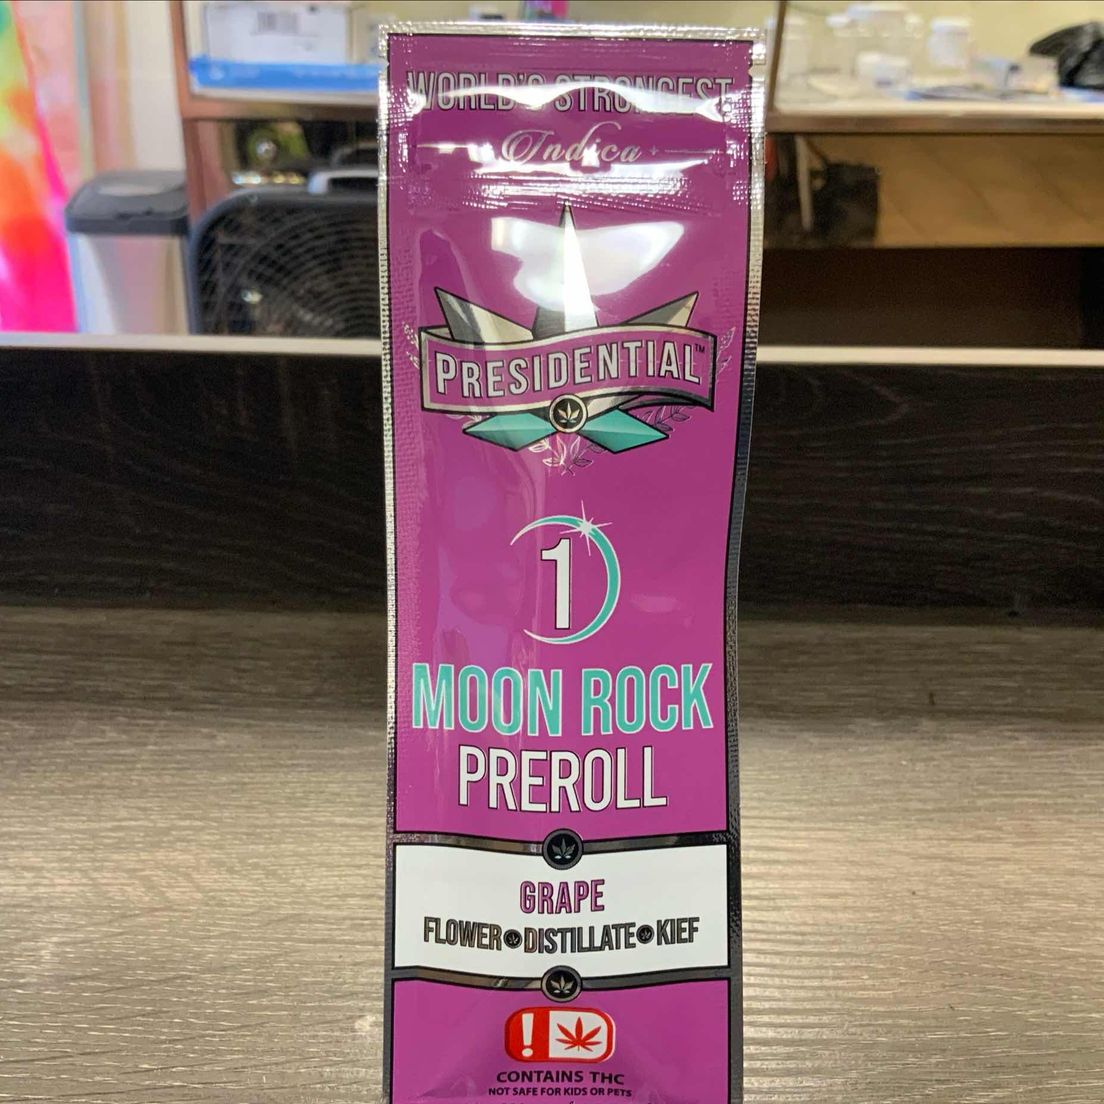 WORLD'S STRONGEST
Indica
PRESIDENTIAL™
1
MOON ROCK
PREROLL
GRAPE
FLOWER DISTILLATE KIEF
!
CONTAINS THC
NOT SAFE FOR KIDS OR PETS